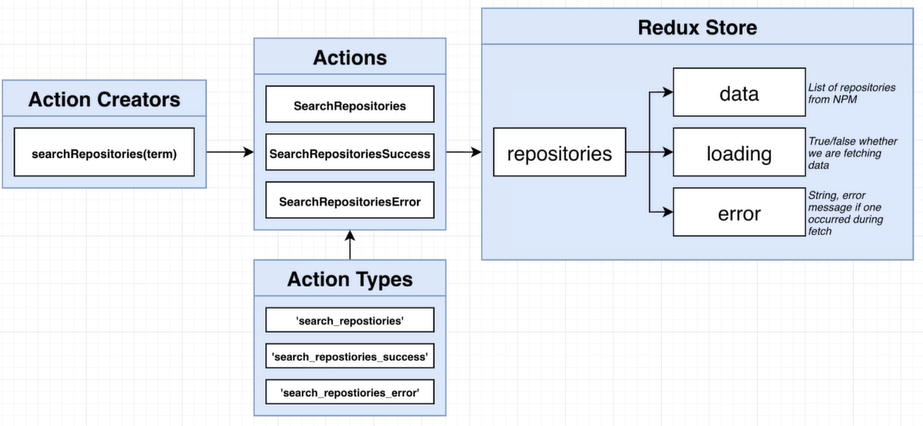 Action Creators
searchRepositories(term)
Actions
SearchRepositories
SearchRepositoriesSuccess
SearchRepositoriesError
Action Types
'search_repostiories'
'search_repostiories_success'
'search_repostiories_error'
Redux Store
repositories
data
List of repositories
from NPM
loading
True/false whether
we are fetching
data
error
String, error
message if one
occurred during
fetch